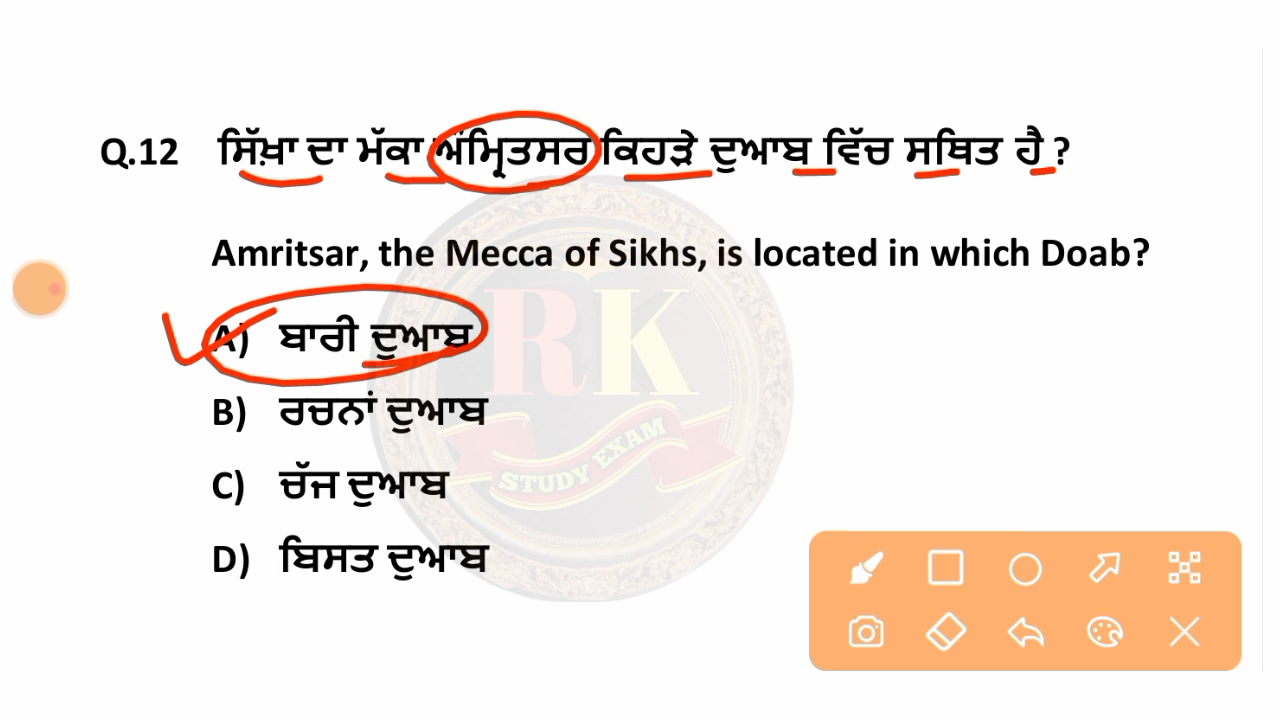 Q.12 ਸਿੱਖ਼ਾ ਦਾ ਮੱਕਾ ਅੰਮ੍ਰਿਤਸਰ ਕਿਹੜੇ ਦੁਆਬ ਵਿੱਚ ਸਥਿਤ ਹੈ ?
Amritsar, the Mecca of Sikhs, is located in which Doab?
A) ਬਾਰੀ ਦੁਆਬ
B) ਰਚਨਾਂ ਦੁਆਬ
C) ਚੱਜ ਦੁਆਬ
D) ਬਿਸਤ ਦੁਆਬ
RK
STUDY EXAM